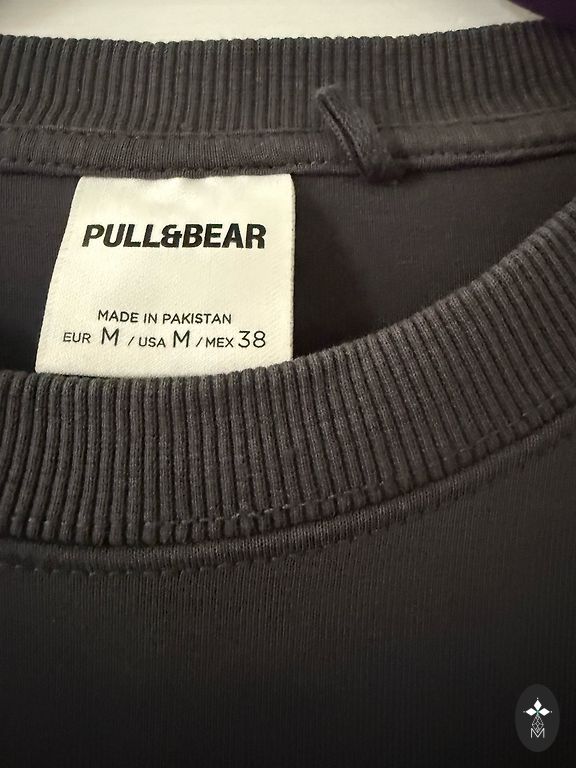 PULL&BEAR
MADE IN PAKISTAN
EUR M / USA M / MEX 38
M